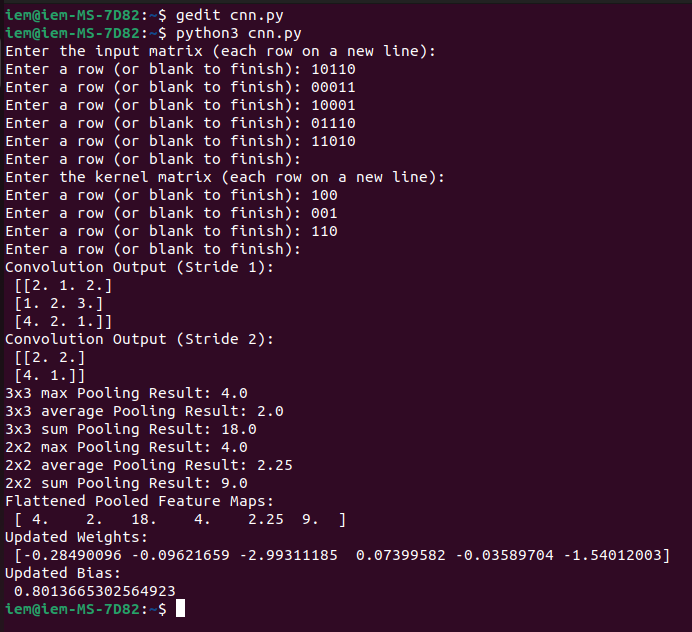 iem@iem-MS-7D82:~$ gedit cnn.py
iem@iem-MS-7D82:~$ python3 cnn.py
Enter the input matrix (each row on a new line):
Enter a row (or blank to finish): 10110
Enter a row (or blank to finish): 00011
Enter a row (or blank to finish): 10001
Enter a row (or blank to finish): 01110
Enter a row (or blank to finish): 11010
Enter a row (or blank to finish):
Enter the kernel matrix (each row on a new line):
Enter a row (or blank to finish): 100
Enter a row (or blank to finish): 001
Enter a row (or blank to finish): 110
Enter a row (or blank to finish):
Convolution Output (Stride 1):
 [[2. 1. 2.]
 [1. 2. 3.]
 [4. 2. 1.]]
Convolution Output (Stride 2):
 [[2. 2.]
 [4. 1.]]
3x3 max Pooling Result: 4.0
3x3 average Pooling Result: 2.0
3x3 sum Pooling Result: 18.0
2x2 max Pooling Result: 4.0
2x2 average Pooling Result: 2.25
2x2 sum Pooling Result: 9.0
Flattened Pooled Feature Maps:
 [ 4.    2.   18.    4.    2.25  9.  ]
Updated Weights:
 [-0.28490096 -0.09621659 -2.99311185  0.07399582 -0.03589704 -1.54012003]
Updated Bias:
 0.8013665302564923
iem@iem-MS-7D82:~$